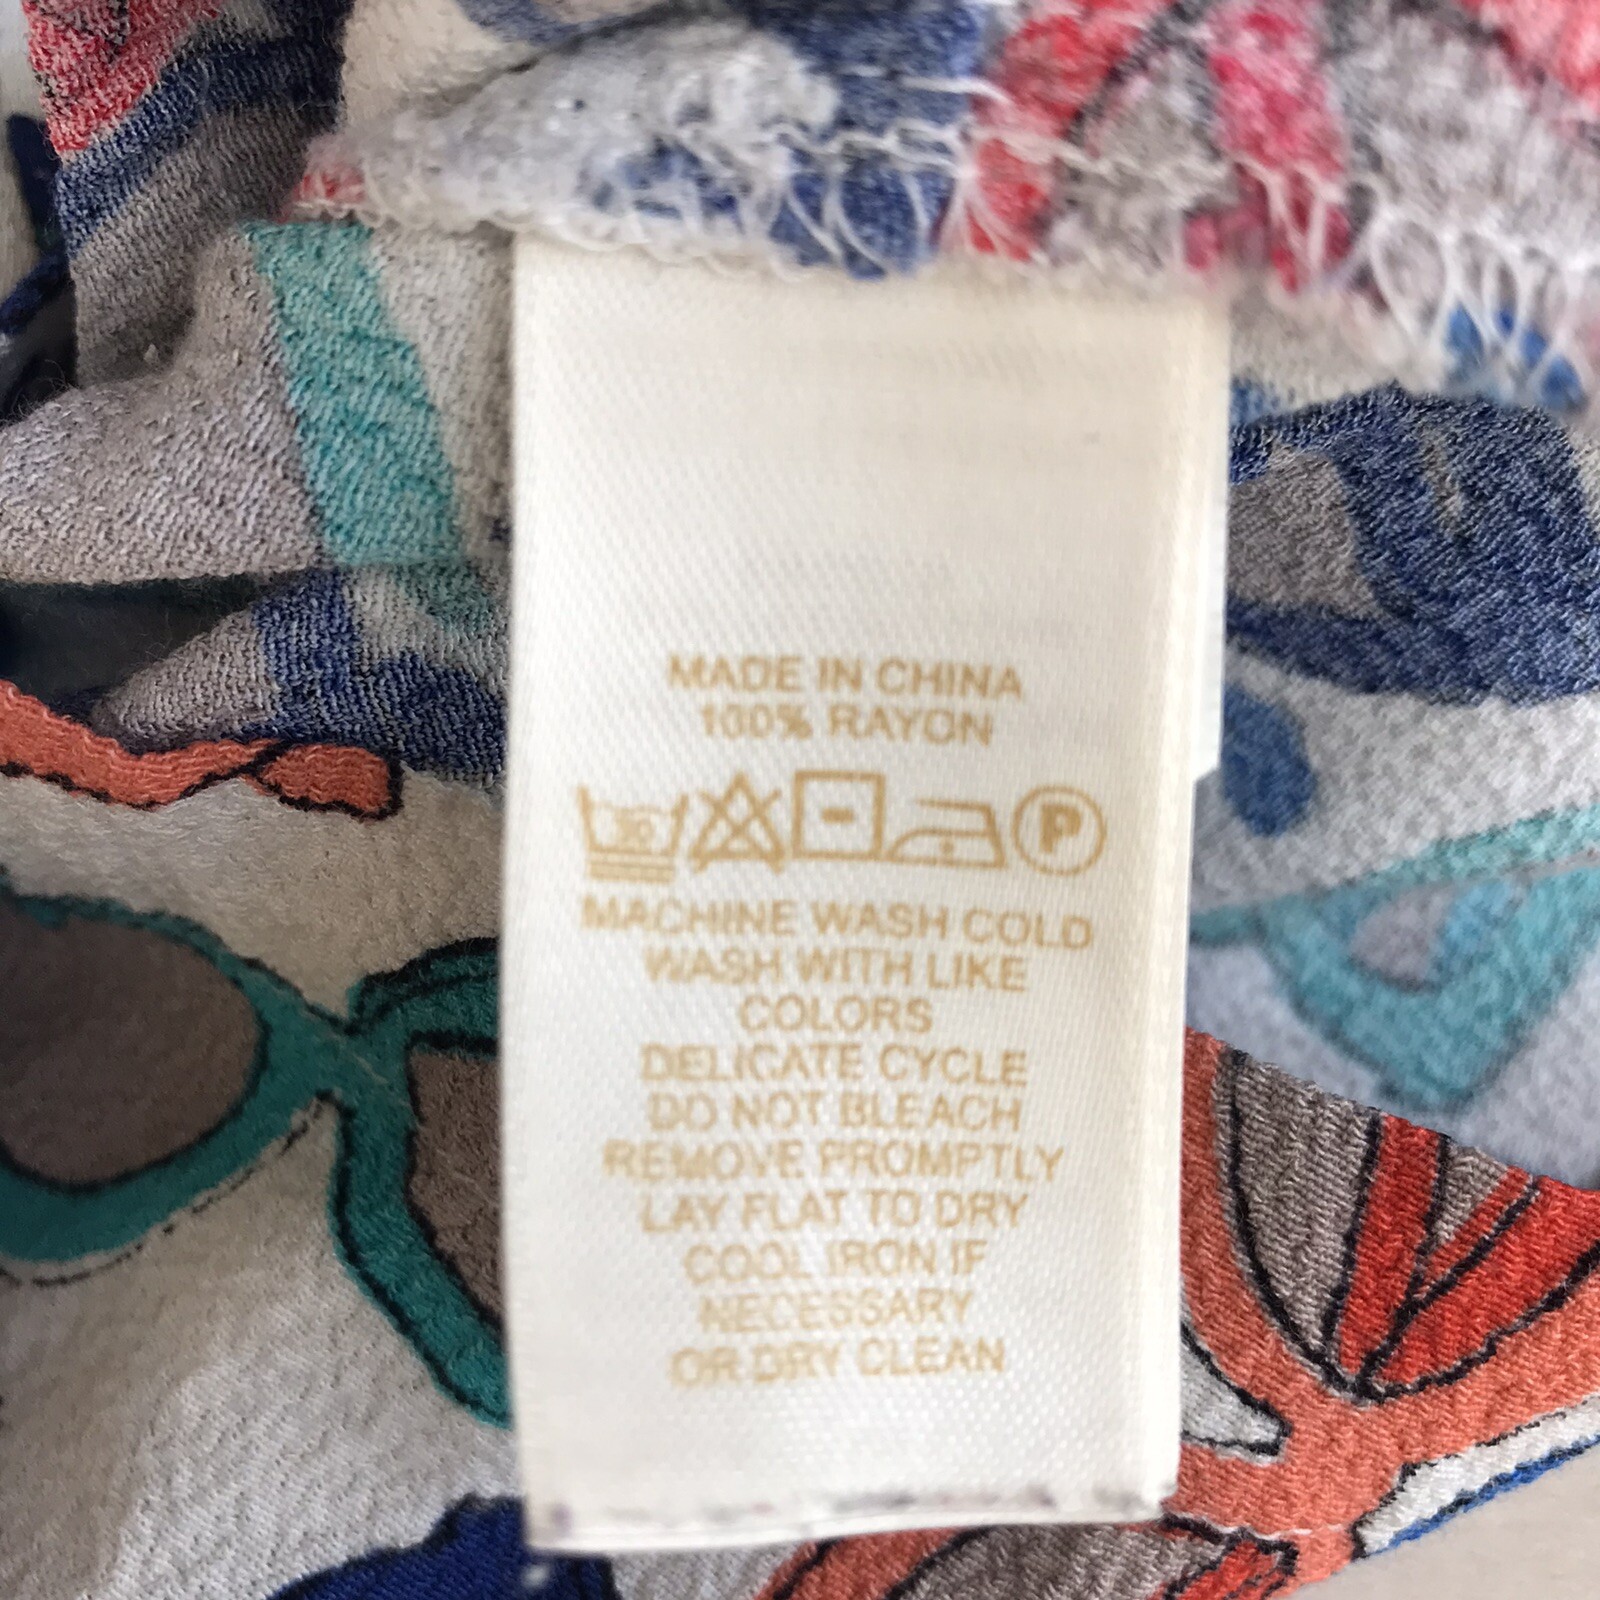 MADE IN CHINA
100% RAYON
30 P
MACHINE WASH COLD
WASH WITH LIKE
COLORS
DELICATE CYCLE
DO NOT BLEACH
REMOVE PROMPTLY
LAY FLAT TO DRY
COOL IRON IF
NECESSARY
OR DRY CLEAN